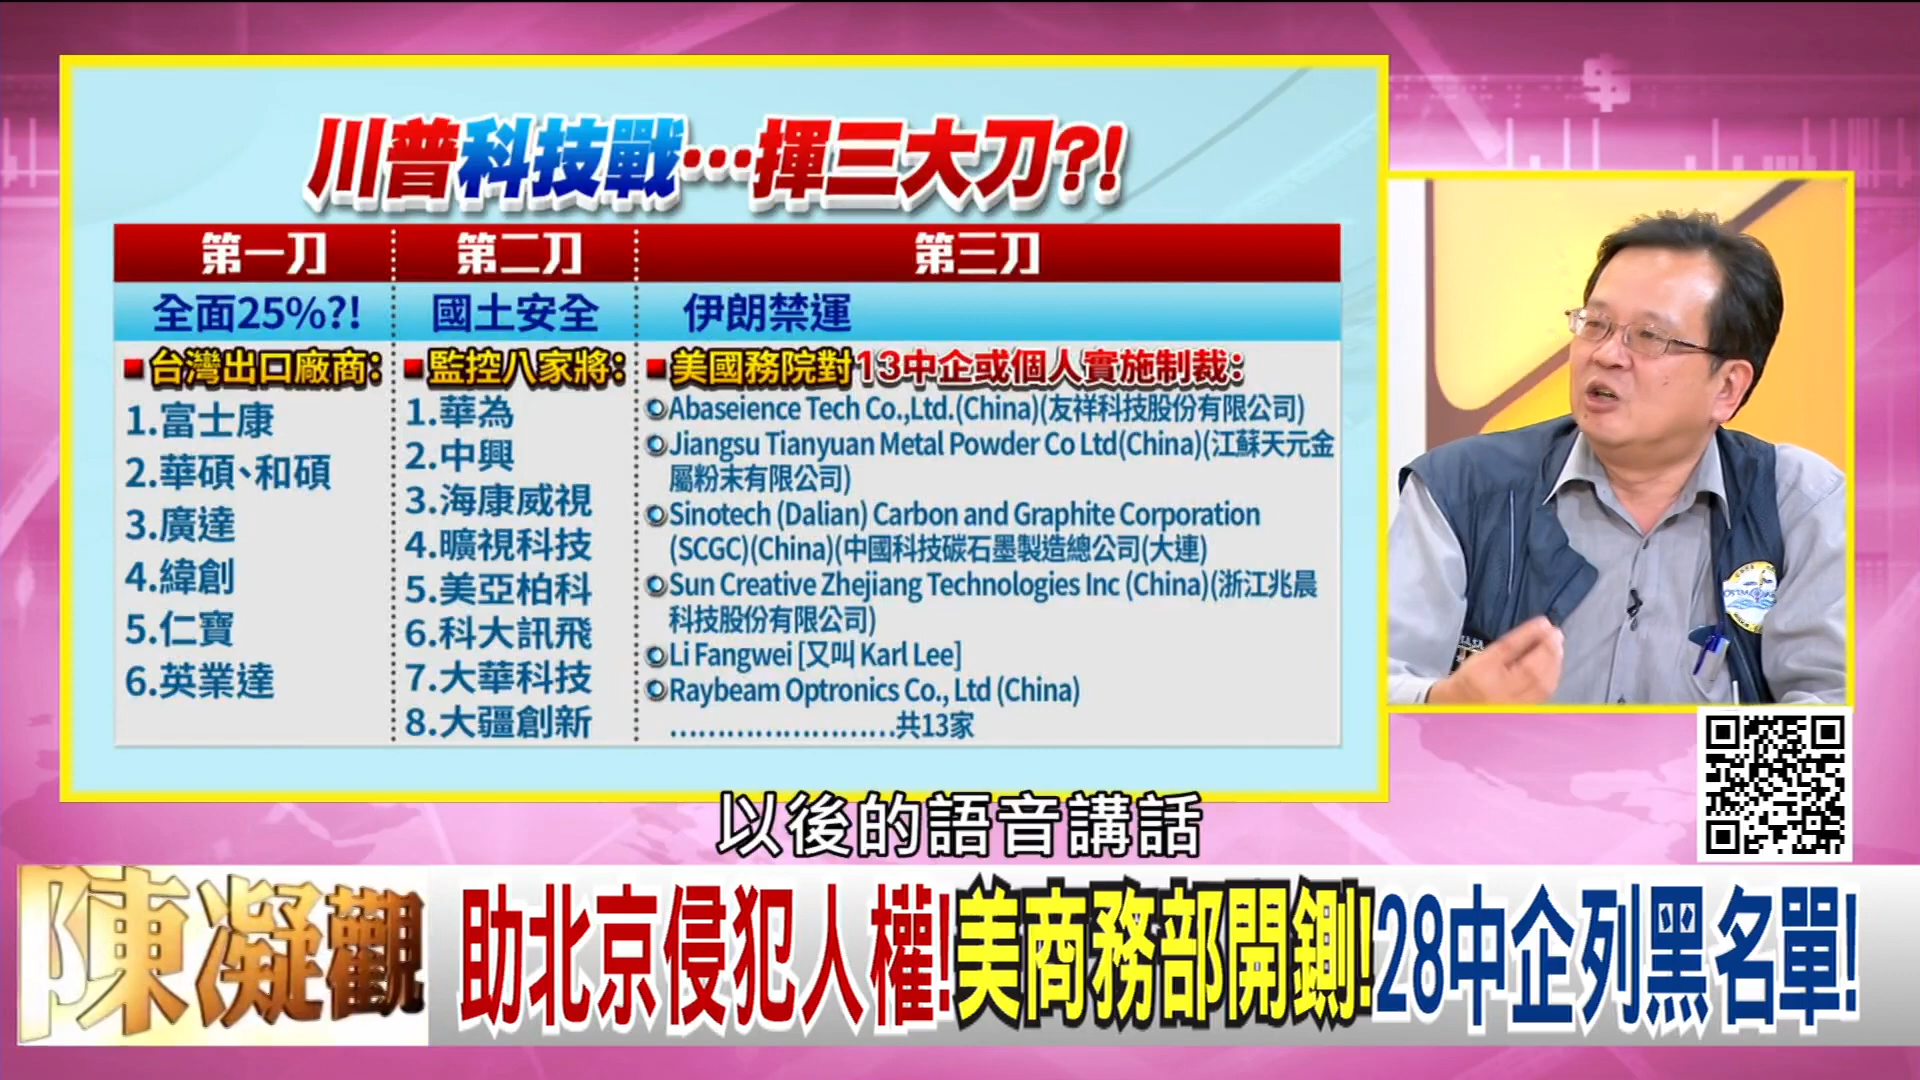 川普科技戰…揮三大刀?!
第一刀
全面25%?!
■台灣出口廠商:
1.富士康
2.華碩、和碩
3.廣達
4.緯創
5.仁寶
6.英業達
第二刀
國土安全
■監控八家將:
1.華為
2.中興
3.海康威視
4.曠視科技
5.美亞柏科
6.科大訊飛
7.大華科技
8.大疆創新
第三刀
伊朗禁運
■美國務院對13中企或個人實施制裁:
Abaseience Tech Co.,Ltd.(China)(友祥科技股份有限公司)
Jiangsu Tianyuan Metal Powder Co Ltd(China)(江蘇天元金
屬粉末有限公司)
Sinotech (Dalian) Carbon and Graphite Corporation
(SCGC)(China)(中國科技碳石墨製造總公司(大連)
Sun Creative Zhejiang Technologies Inc (China)(浙江兆晨
科技股份有限公司)
Li Fangwei [又叫 Karl Lee]
Raybeam Optronics Co., Ltd (China)
........................共13家
以後的語音講話
陳凝觀
助北京侵犯人權!美商務部開鍘!28中企列黑名單!